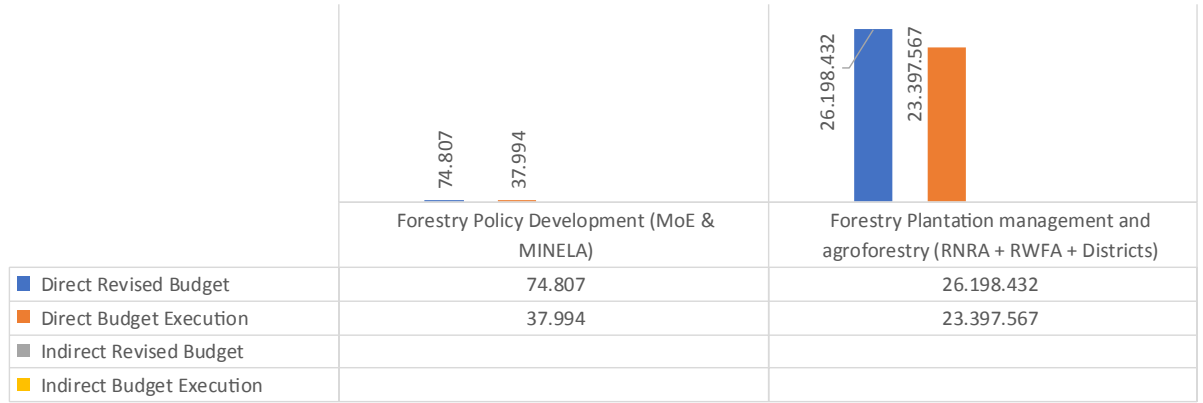 74.807
37.994
26.198.432
23.397.567
Forestry Policy Development (MoE &
MINELA)
Forestry Plantation management and
agroforestry (RNRA + RWFA + Districts)
Direct Revised Budget 74.807 26.198.432
Direct Budget Execution 37.994 23.397.567
Indirect Revised Budget
Indirect Budget Execution